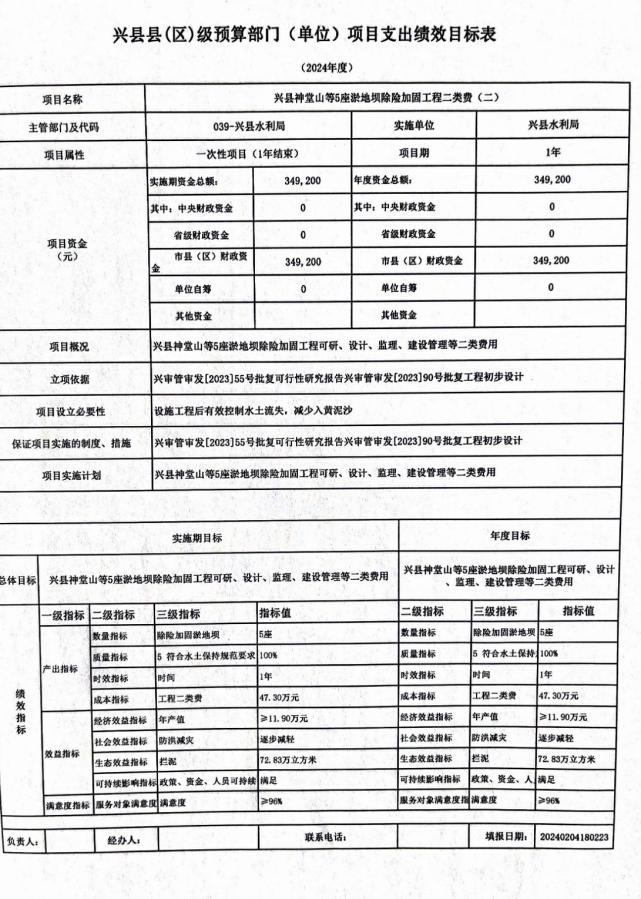 兴县县(区)级预算部门（单位）项目支出绩效目标表
（2024年度）
项目名称 兴县神堂山等5座淤地坝除险加固工程二类费（二）
主管部门及代码 039-兴县水利局 实施单位 兴县水利局
项目属性 一次性项目（1年结束） 项目期 1年
项目资金（元）
实施期资金总额： 349,200 年度资金总额： 349,200
其中：中央财政资金 0 其中：中央财政资金 0
省级财政资金 0 省级财政资金 0
市县（区）财政资金 349,200 市县（区）财政资金 349,200
单位自筹 0 单位自筹 0
其他资金 其他资金
项目概况 兴县神堂山等5座淤地坝除险加固工程可研、设计、监理、建设管理等二类费用
立项依据 兴审管审发[2023]55号批复可行性研究报告兴审管审发[2023]90号批复工程初步设计
项目设立必要性 设施工程后有效控制水土流失，减少入黄泥沙
保证项目实施的制度、措施 兴审管审发[2023]55号批复可行性研究报告兴审管审发[2023]90号批复工程初步设计
项目实施计划 兴县神堂山等5座淤地坝除险加固工程可研、设计、监理、建设管理等二类费用
实施期目标 年度目标
总体目标 兴县神堂山等5座淤地坝除险加固工程可研、设计、监理、建设管理等二类费用 兴县神堂山等5座淤地坝除险加固工程可研、设计
、监理、建设管理等二类费用
绩效指标
一级指标 二级指标 三级指标 指标值 二级指标 三级指标 指标值
产出指标
数量指标 除险加固淤地坝 5座 数量指标 除险加固淤地坝 5座
质量指标 5 符合水土保持规范要求 100% 质量指标 5 符合水土保持 100%
时效指标 时间 1年 时效指标 时间 1年
成本指标 工程二类费 47.30万元 成本指标 工程二类费 47.30万元
效益指标
经济效益指标 年产值 ≥11.90万元 经济效益指标 年产值 ≥11.90万元
社会效益指标 防洪减灾 逐步减轻 社会效益指标 防洪减灾 逐步减轻
生态效益指标 拦泥 72.83万立方米 生态效益指标 拦泥 72.83万立方米
可持续影响指标 政策、资金、人员可持续 满足 可持续影响指标 政策、资金、人 满足
满意度指标 服务对象满意度 满意度 ≥96% 服务对象满意度指 满意度 ≥96%
负责人： 经办人： 联系电话： 填报日期： 20240204180223